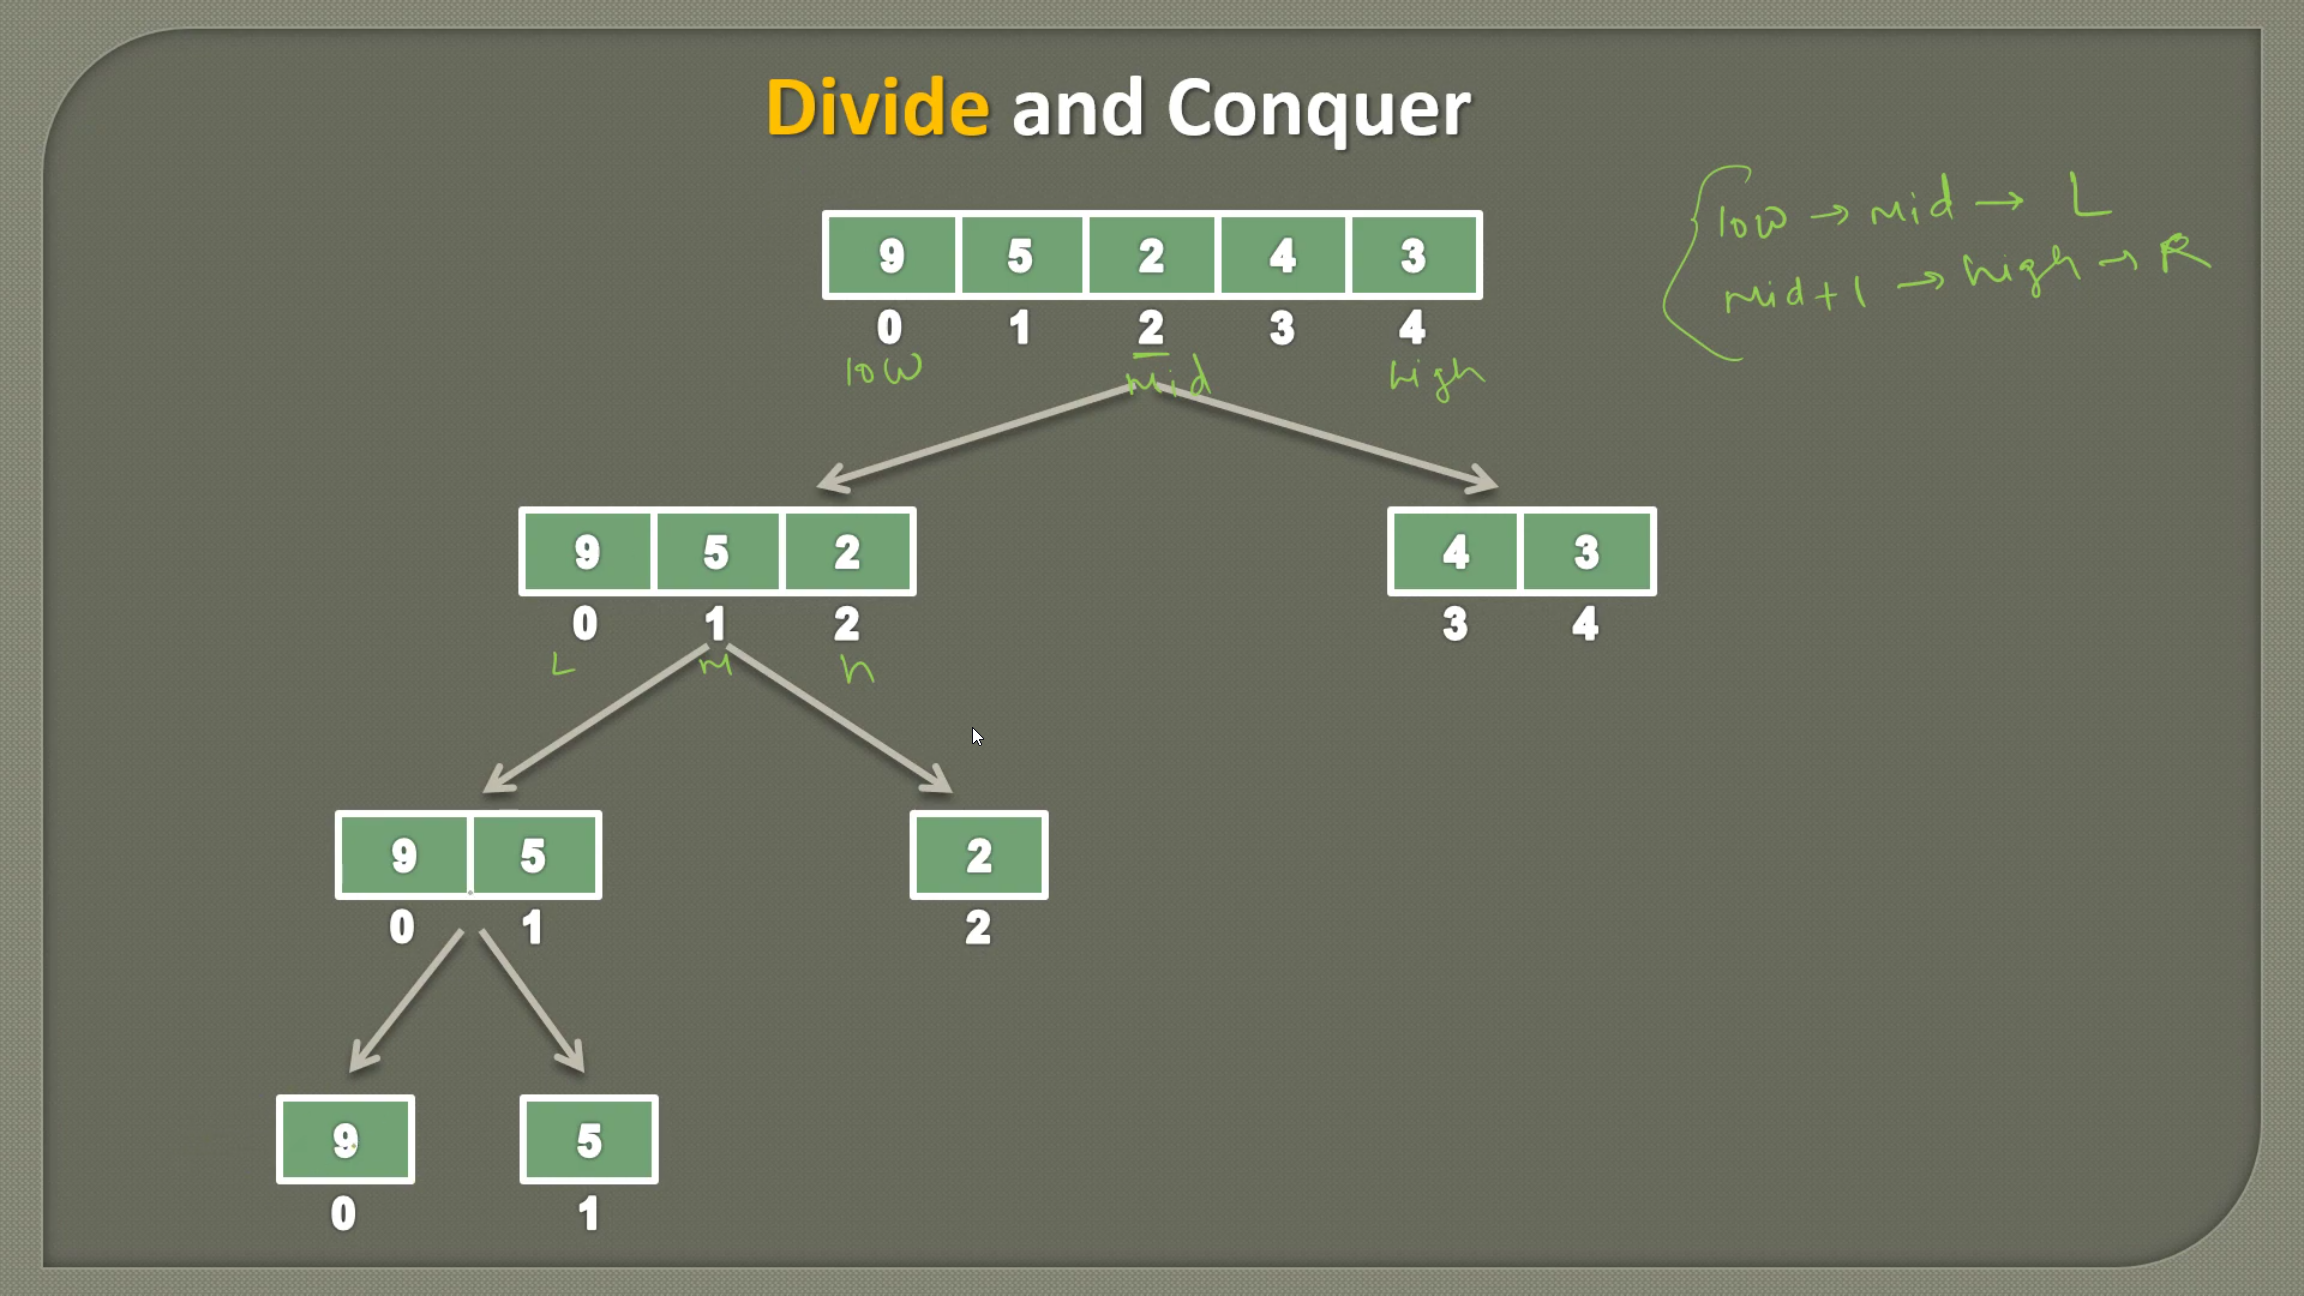 Divide and Conquer
low → mid → L
mid+1 → high → R
9 5 2 4 3
0 1 2 3 4
low mid high
9 5 2
0 1 2
L M h
4 3
3 4
9 5
0 1
2
2
9
0
5
1